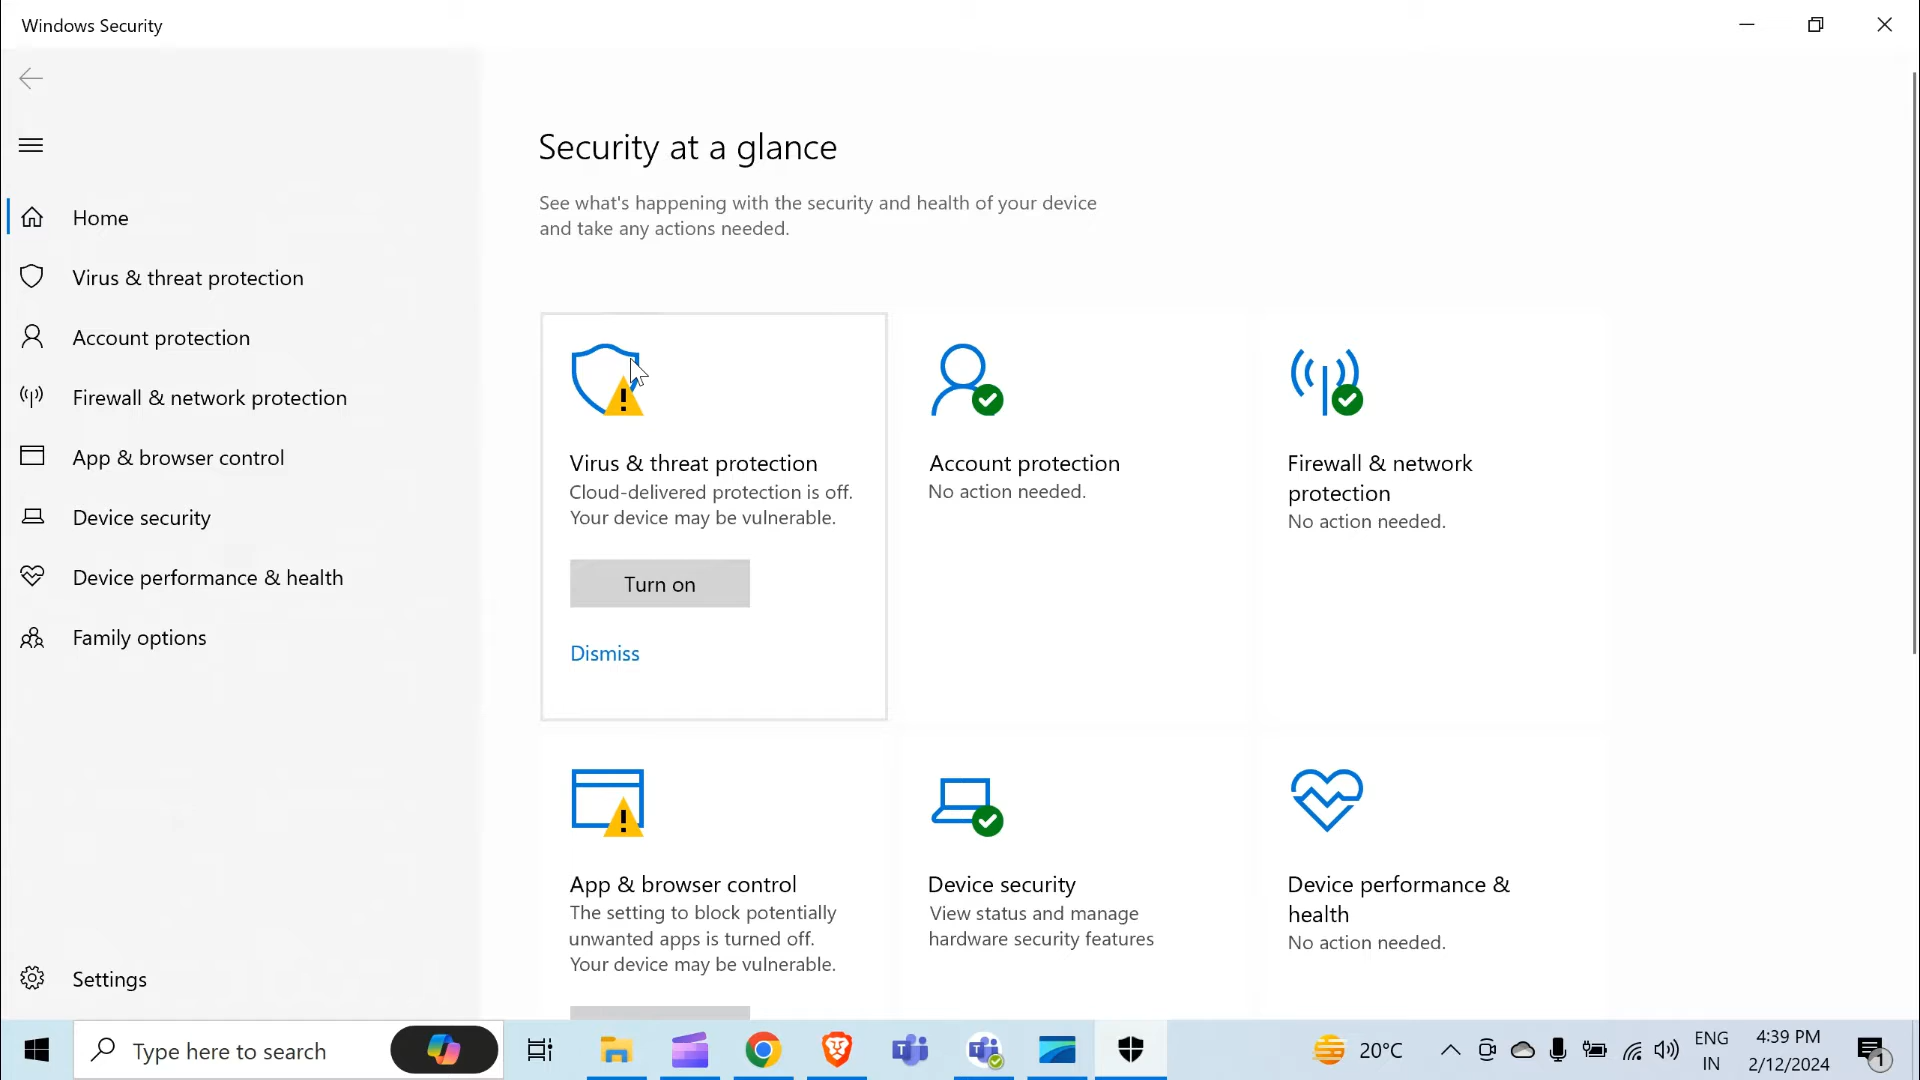 Windows Security
Home
Virus & threat protection
Account protection
Firewall & network protection
App & browser control
Device security
Device performance & health
Family options
Settings
Security at a glance
See what's happening with the security and health of your device
and take any actions needed.
Virus & threat protection
Cloud-delivered protection is off.
Your device may be vulnerable.
Turn on
Dismiss
Account protection
No action needed.
Firewall & network
protection
No action needed.
App & browser control
The setting to block potentially
unwanted apps is turned off.
Your device may be vulnerable.
Device security
View status and manage
hardware security features
Device performance &
health
No action needed.
Type here to search
20°C
ENG
IN
4:39 PM
2/12/2024
1